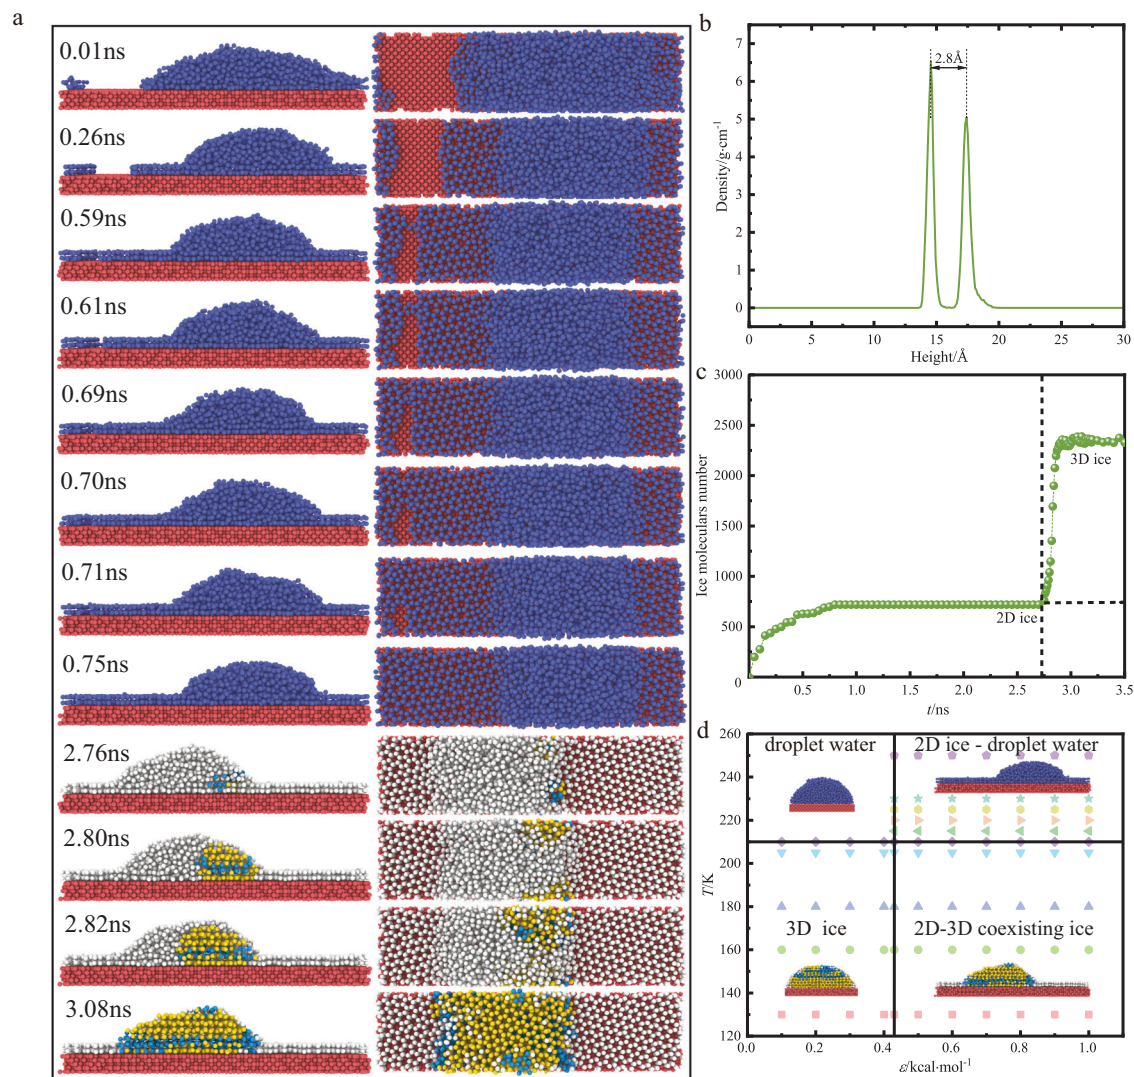 a
0.01ns
0.26ns
0.59ns
0.61ns
0.69ns
0.70ns
0.71ns
0.75ns
2.76ns
2.80ns
2.82ns
3.08ns
b
7
6
5
4
3
2
1
0
Density/g·cm⁻¹
2.8Å
0 5 10 15 20 25 30
Height/Å
c
3000
2500
2000
1500
1000
750
500
0
Ice moleculars number
3D ice
2D ice
0.5 1.0 1.5 2.0 2.5 3.0 3.5
t/ns
d
260
240
220
200
180
160
140
120
T/K
droplet water
2D ice - droplet water
3D ice
2D-3D coexisting ice
0.0 0.2 0.4 0.6 0.8 1.0
ε/kcal·mol⁻¹